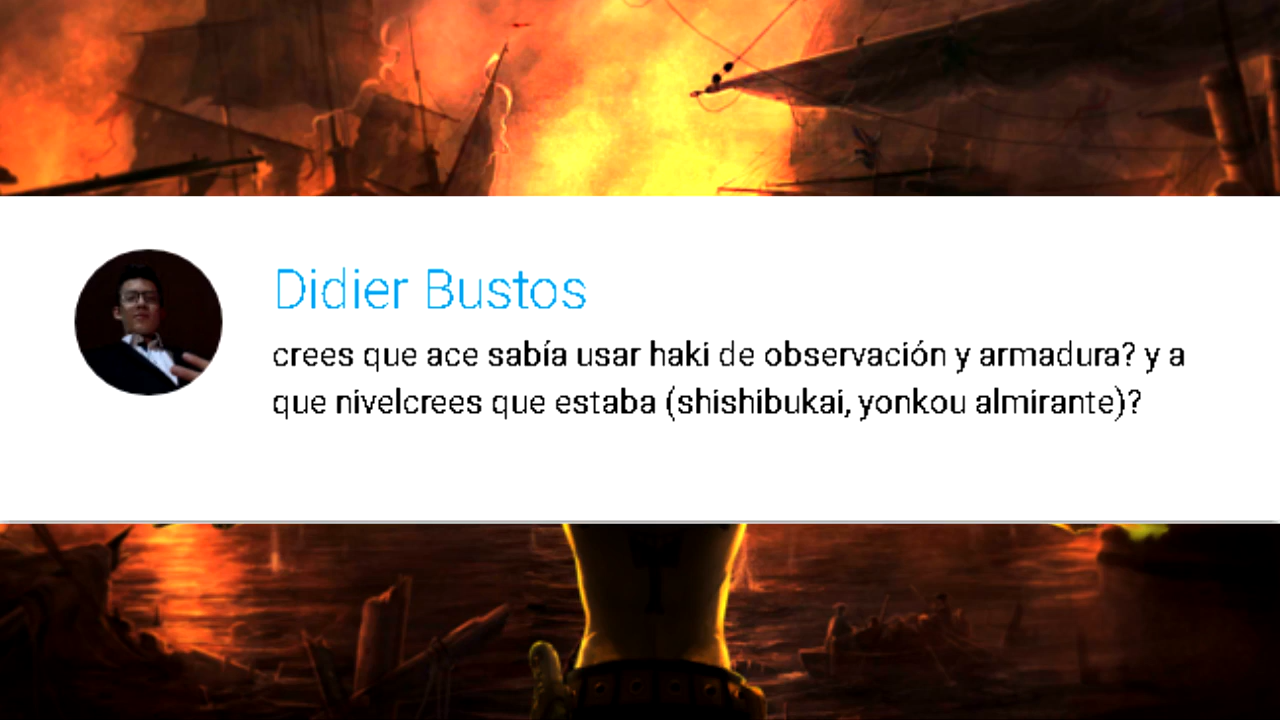 Didier Bustos
crees que ace sabía usar haki de observación y armadura? y a
que nivelcrees que estaba (shishibukai, yonkou almirante)?